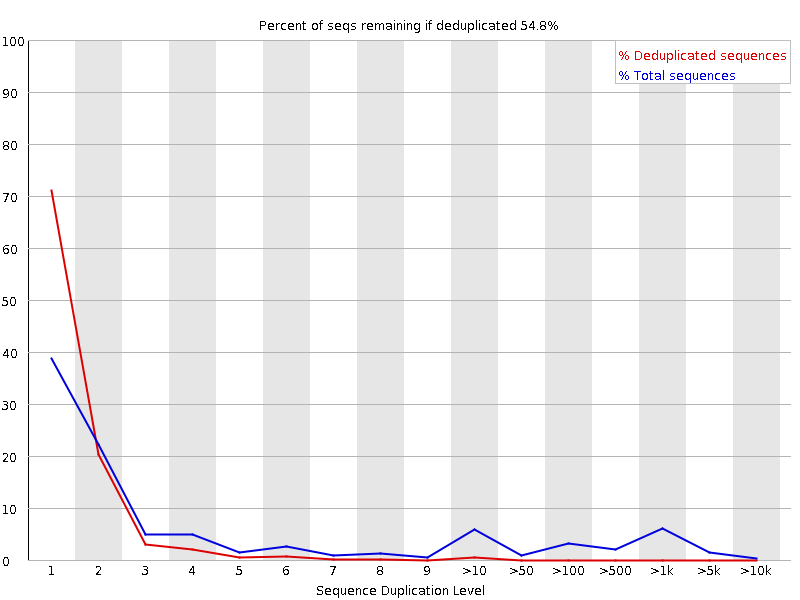 Percent of seqs remaining if deduplicated 54.8%
% Deduplicated sequences
% Total sequences
100
90
80
70
60
50
40
30
20
10
0
1 2 3 4 5 6 7 8 9 >10 >50 >100 >500 >1k >5k >10k
Sequence Duplication Level